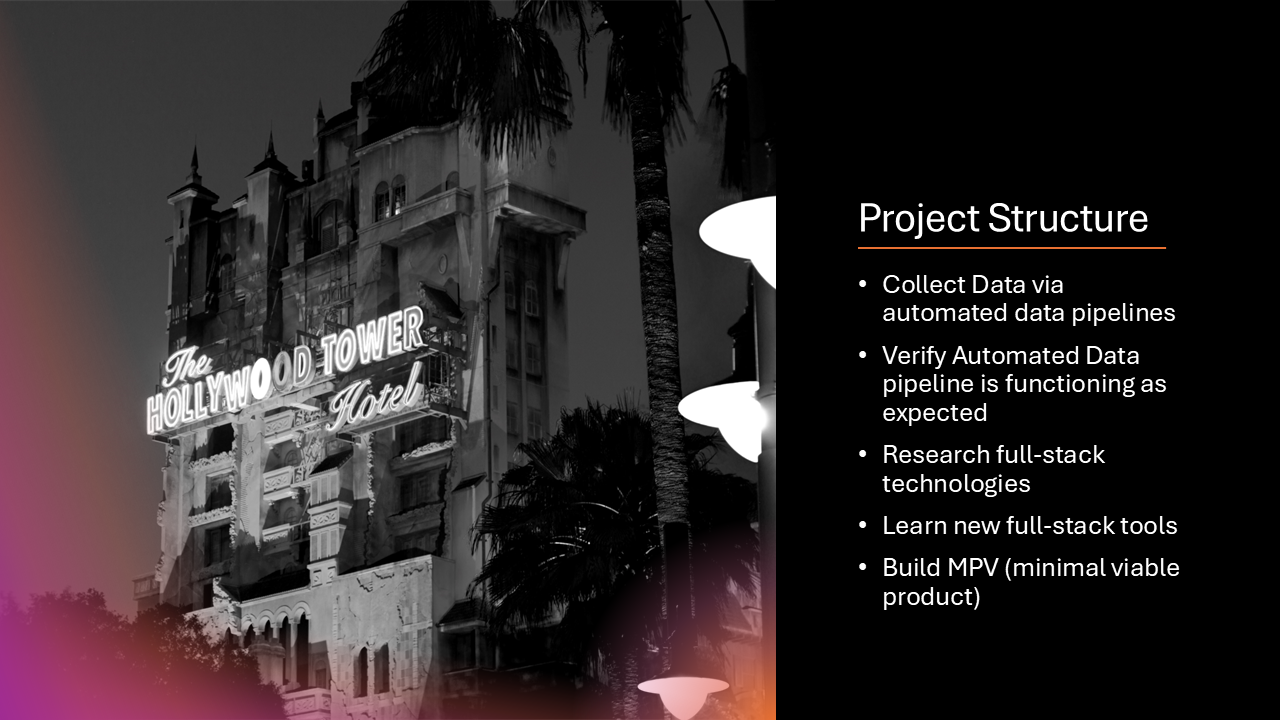 The
HOLLYWOOD TOWER
Hotel
Project Structure
• Collect Data via
automated data pipelines
• Verify Automated Data
pipeline is functioning as
expected
• Research full-stack
technologies
• Learn new full-stack tools
• Build MPV (minimal viable
product)